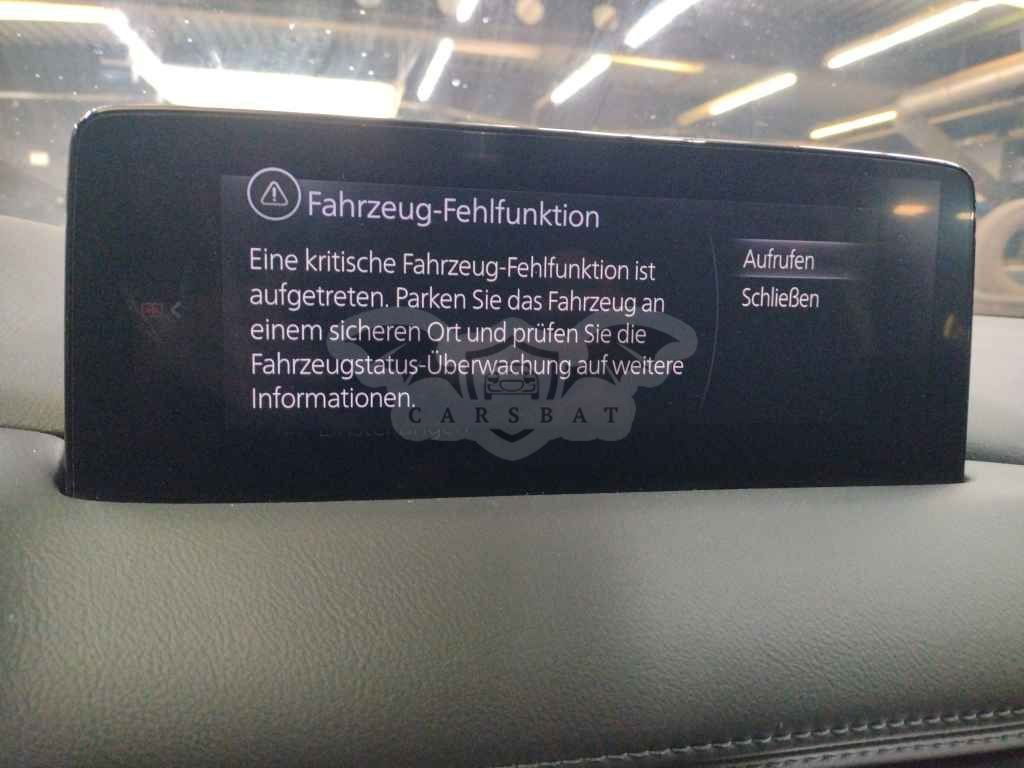 Fahrzeug-Fehlfunktion
Eine kritische Fahrzeug-Fehlfunktion ist
aufgetreten. Parken Sie das Fahrzeug an
einem sicheren Ort und prüfen Sie die
Fahrzeugstatus-Überwachung auf weitere
Informationen.
Aufrufen
Schließen
CARSBAT